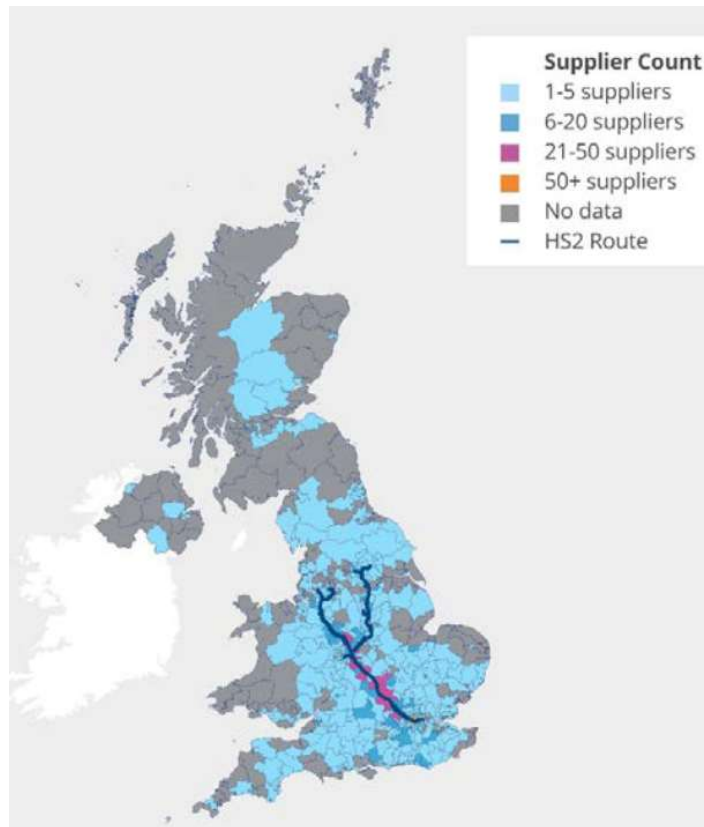 Supplier Count
1-5 suppliers
6-20 suppliers
21-50 suppliers
50+ suppliers
No data
HS2 Route